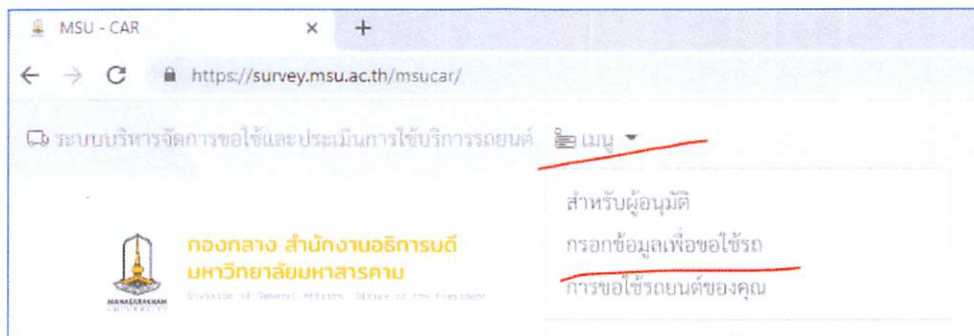 MSU - CAR
https://survey.msu.ac.th/msucar/
ระบบบริหารจัดการขอใช้และประเมินการใช้บริการรถยนต์ เมนู
สำหรับผู้อนุมัติ
กรอกข้อมูลเพื่อขอใช้รถ
การขอใช้รถยนต์ของคุณ
กองกลาง สำนักงานอธิการบดี
มหาวิทยาลัยมหาสารคาม
Division of General Affairs, Office of the President
MAHASARAKHAM
UNIVERSITY